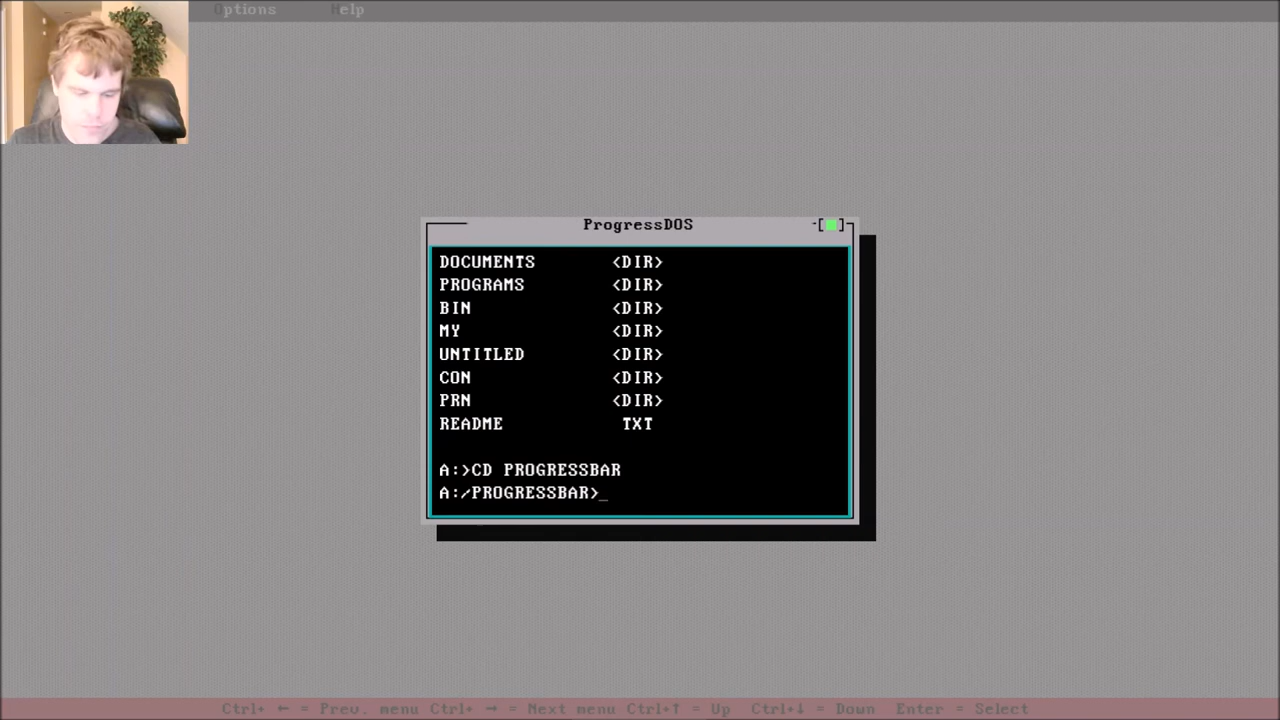 Options Help
ProgressDOS
DOCUMENTS <DIR>
PROGRAMS <DIR>
BIN <DIR>
MY <DIR>
UNTITLED <DIR>
CON <DIR>
PRN <DIR>
README TXT
A:>CD PROGRESSBAR
A:/PROGRESSBAR>_
Ctrl+ ← = Prev. menu Ctrl+ → = Next menu Ctrl+↑ = Up Ctrl+↓ = Down Enter = Select